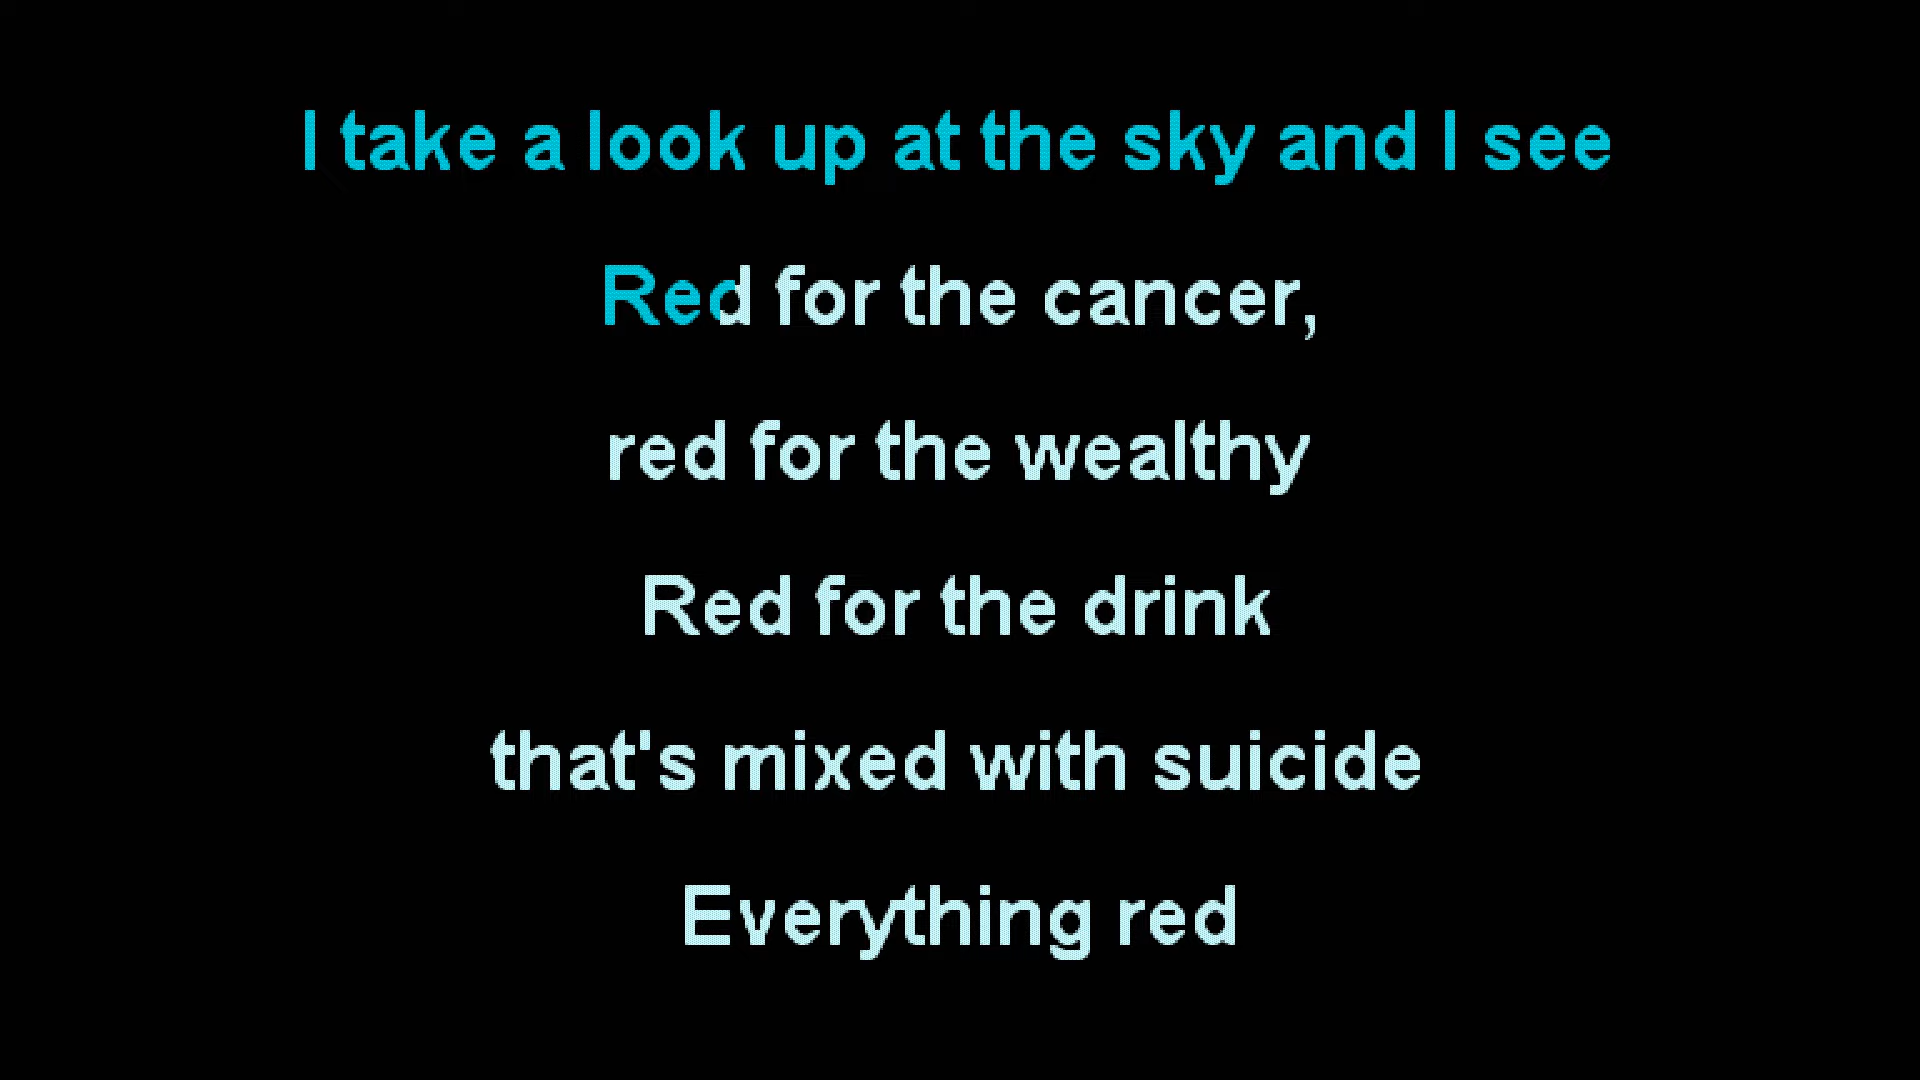 I take a look up at the sky and I see
Red for the cancer,
red for the wealthy
Red for the drink
that's mixed with suicide
Everything red